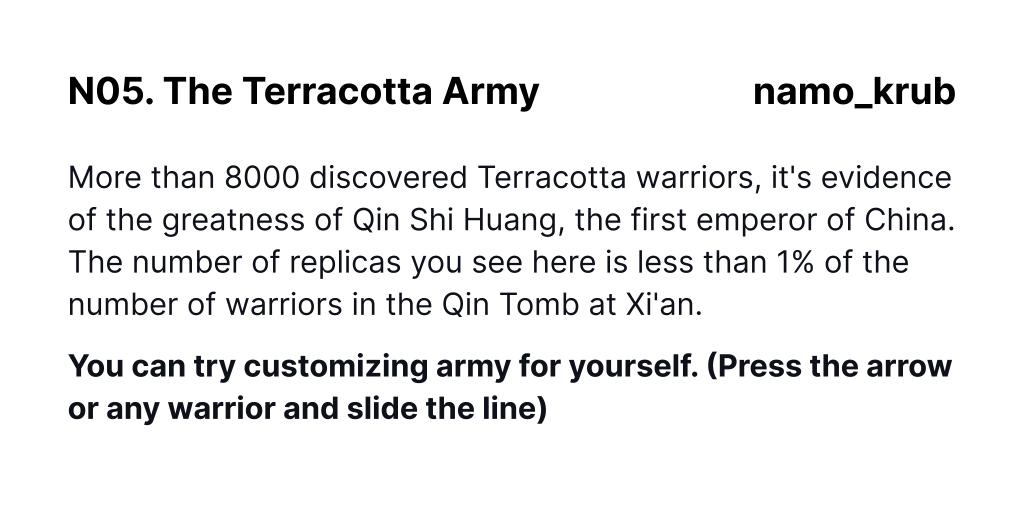 N05. The Terracotta Army namo_krub
More than 8000 discovered Terracotta warriors, it's evidence
of the greatness of Qin Shi Huang, the first emperor of China.
The number of replicas you see here is less than 1% of the
number of warriors in the Qin Tomb at Xi'an.
You can try customizing army for yourself. (Press the arrow
or any warrior and slide the line)